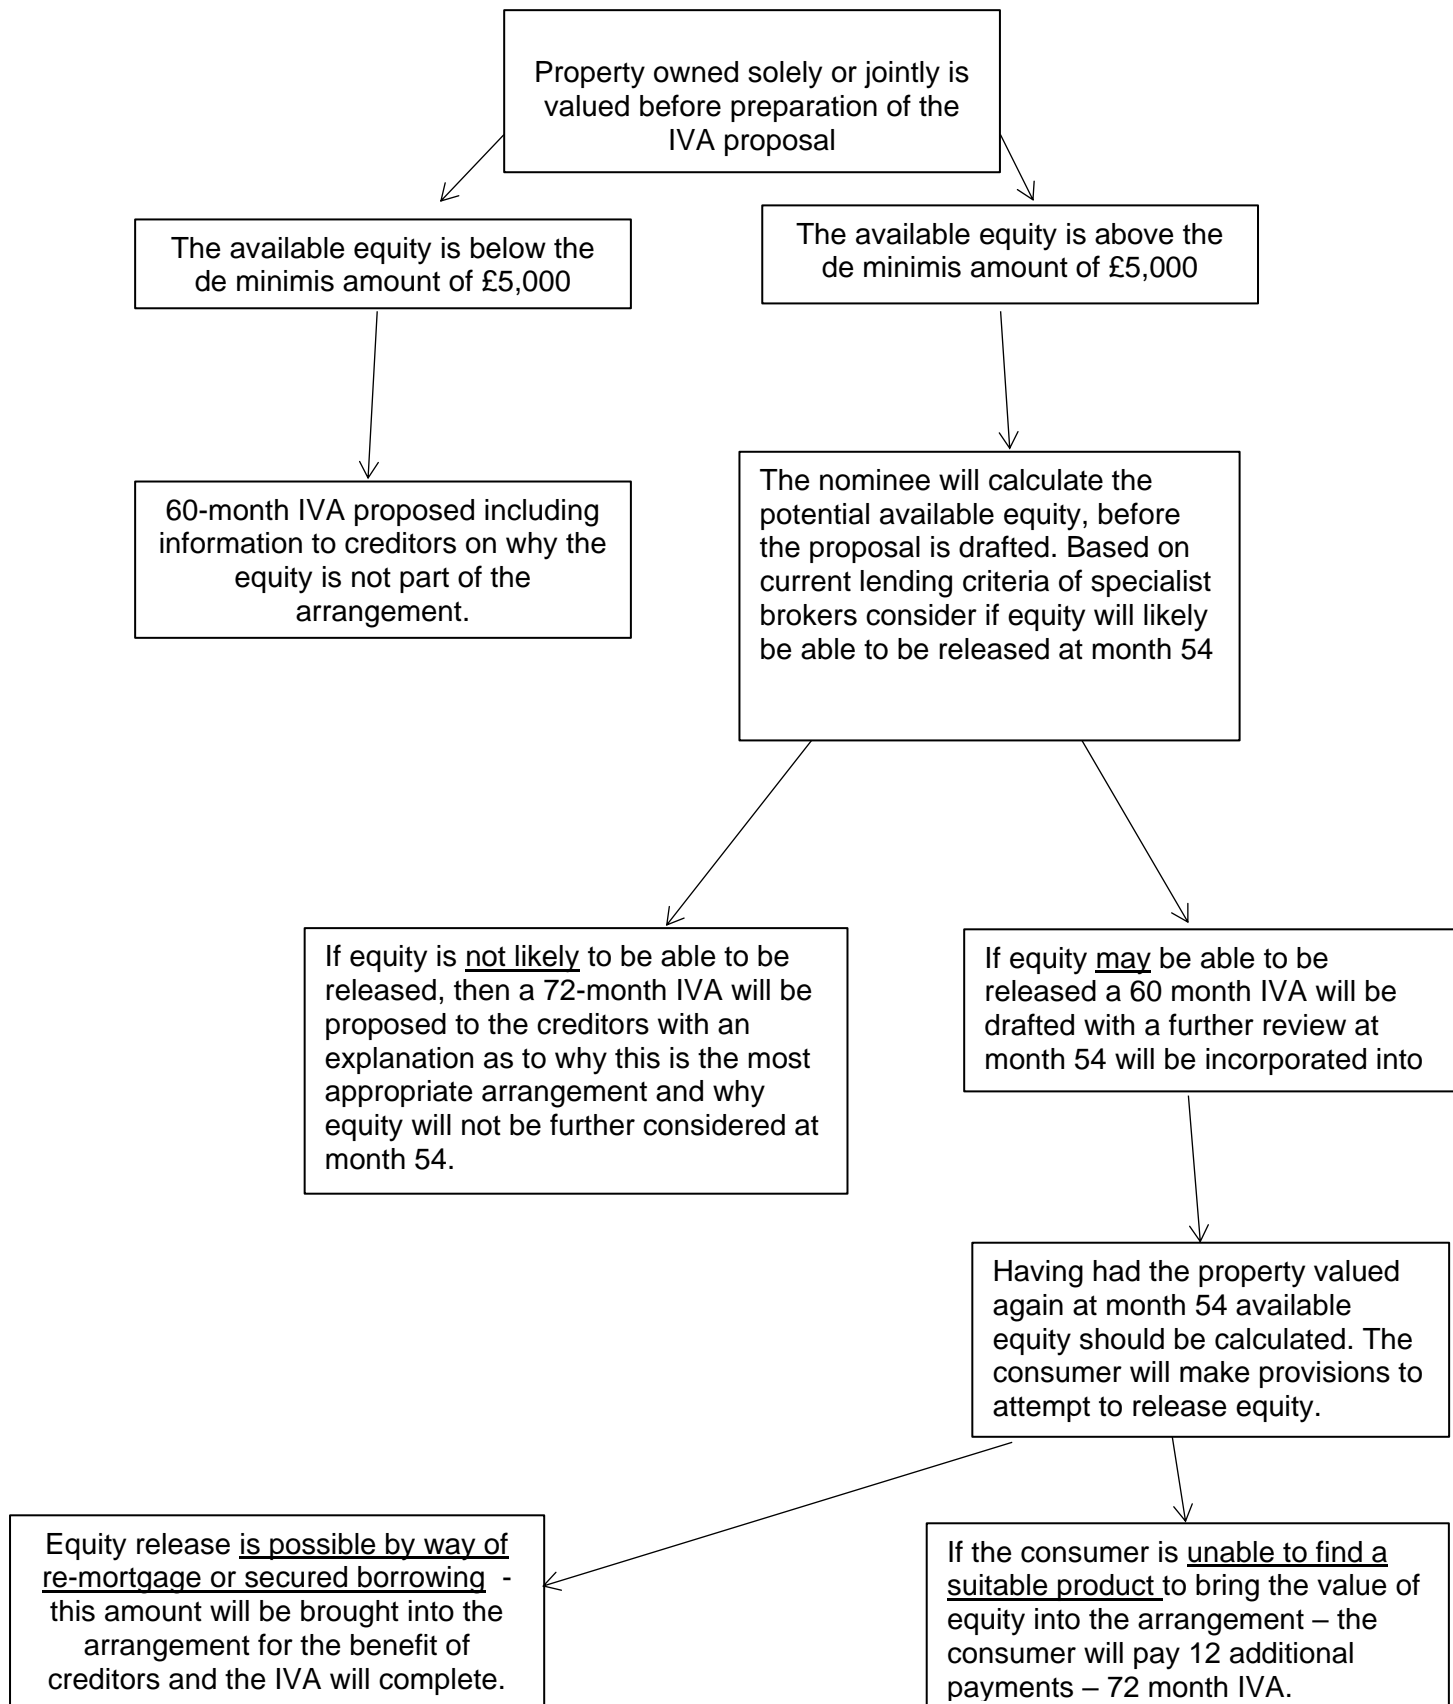 Property owned solely or jointly is
valued before preparation of the
IVA proposal
The available equity is below the
de minimis amount of £5,000
The available equity is above the
de minimis amount of £5,000
60-month IVA proposed including
information to creditors on why the
equity is not part of the
arrangement.
The nominee will calculate the
potential available equity, before
the proposal is drafted. Based on
current lending criteria of specialist
brokers consider if equity will likely
be able to be released at month 54
If equity is not likely to be able to be
released, then a 72-month IVA will be
proposed to the creditors with an
explanation as to why this is the most
appropriate arrangement and why
equity will not be further considered at
month 54.
If equity may be able to be
released a 60 month IVA will be
drafted with a further review at
month 54 will be incorporated into
Having had the property valued
again at month 54 available
equity should be calculated. The
consumer will make provisions to
attempt to release equity.
Equity release is possible by way of
re-mortgage or secured borrowing -
this amount will be brought into the
arrangement for the benefit of
creditors and the IVA will complete.
If the consumer is unable to find a
suitable product to bring the value of
equity into the arrangement – the
consumer will pay 12 additional
payments – 72 month IVA.